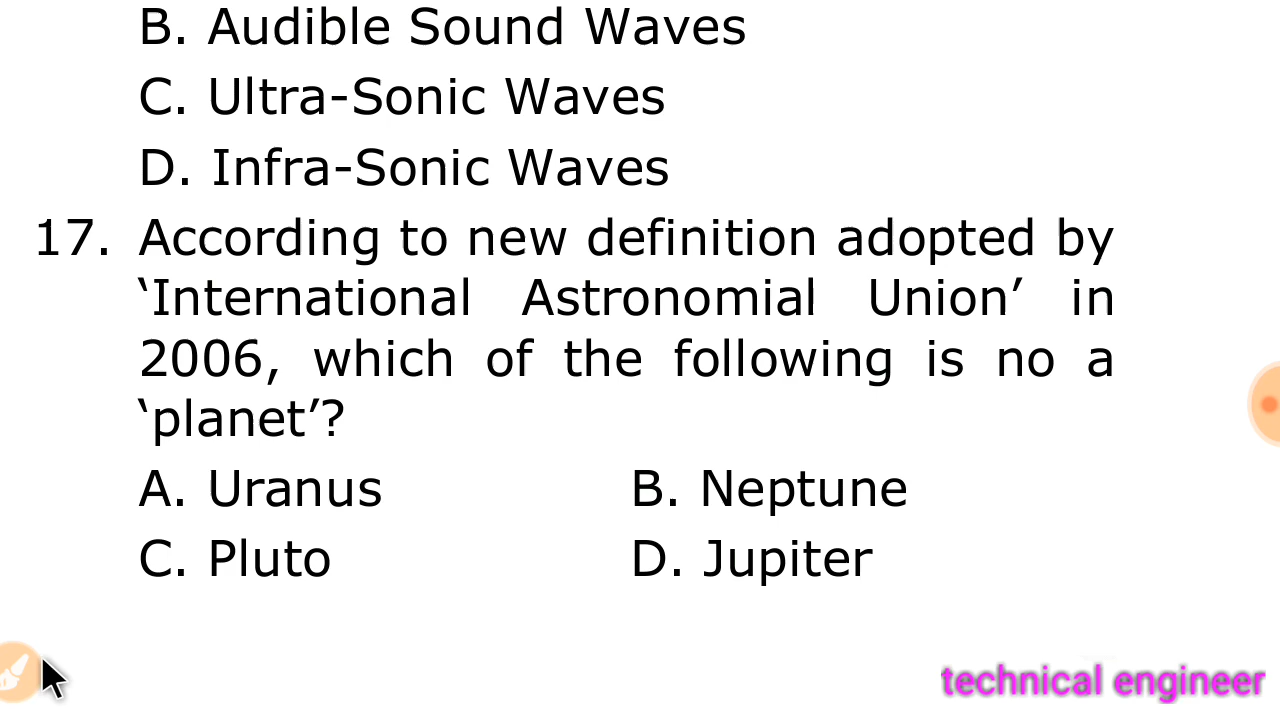 B. Audible Sound Waves
C. Ultra-Sonic Waves
D. Infra-Sonic Waves
17. According to new definition adopted by
‘International Astronomial Union’ in
2006, which of the following is no a
‘planet’?
A. Uranus B. Neptune
C. Pluto D. Jupiter
technical engineer